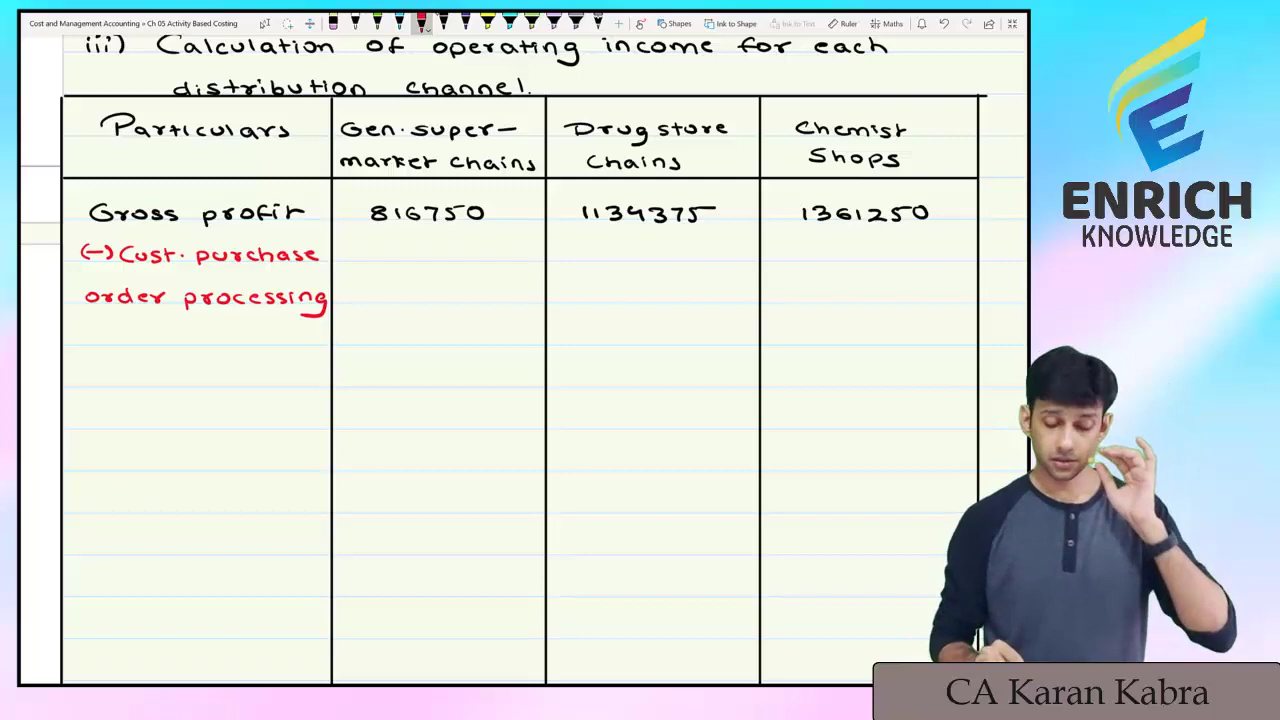 Cost and Management Accounting » Ch 05 Activity Based Costing
Shapes
Ink to Shape
Ink to Text
Ruler
Maths
iii) Calculation of operating income for each
distribution channel.
Particulars
Gen. super-
market chains
Drug store
Chains
Chemist
Shops
Gross profit 816750 1134375 1361250
(-) Cust. purchase
order processing
ENRICH
KNOWLEDGE
CA Karan Kabra